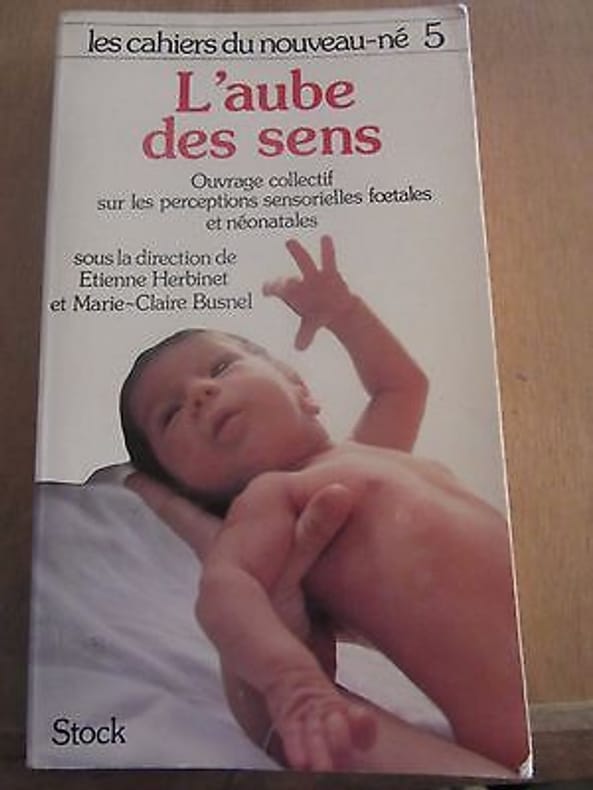 les cahiers du nouveau-né 5
L'aube
des sens
Ouvrage collectif
sur les perceptions sensorielles fœtales
et néonatales
sous la direction de
Etienne Herbinet
et Marie-Claire Busnel
Stock